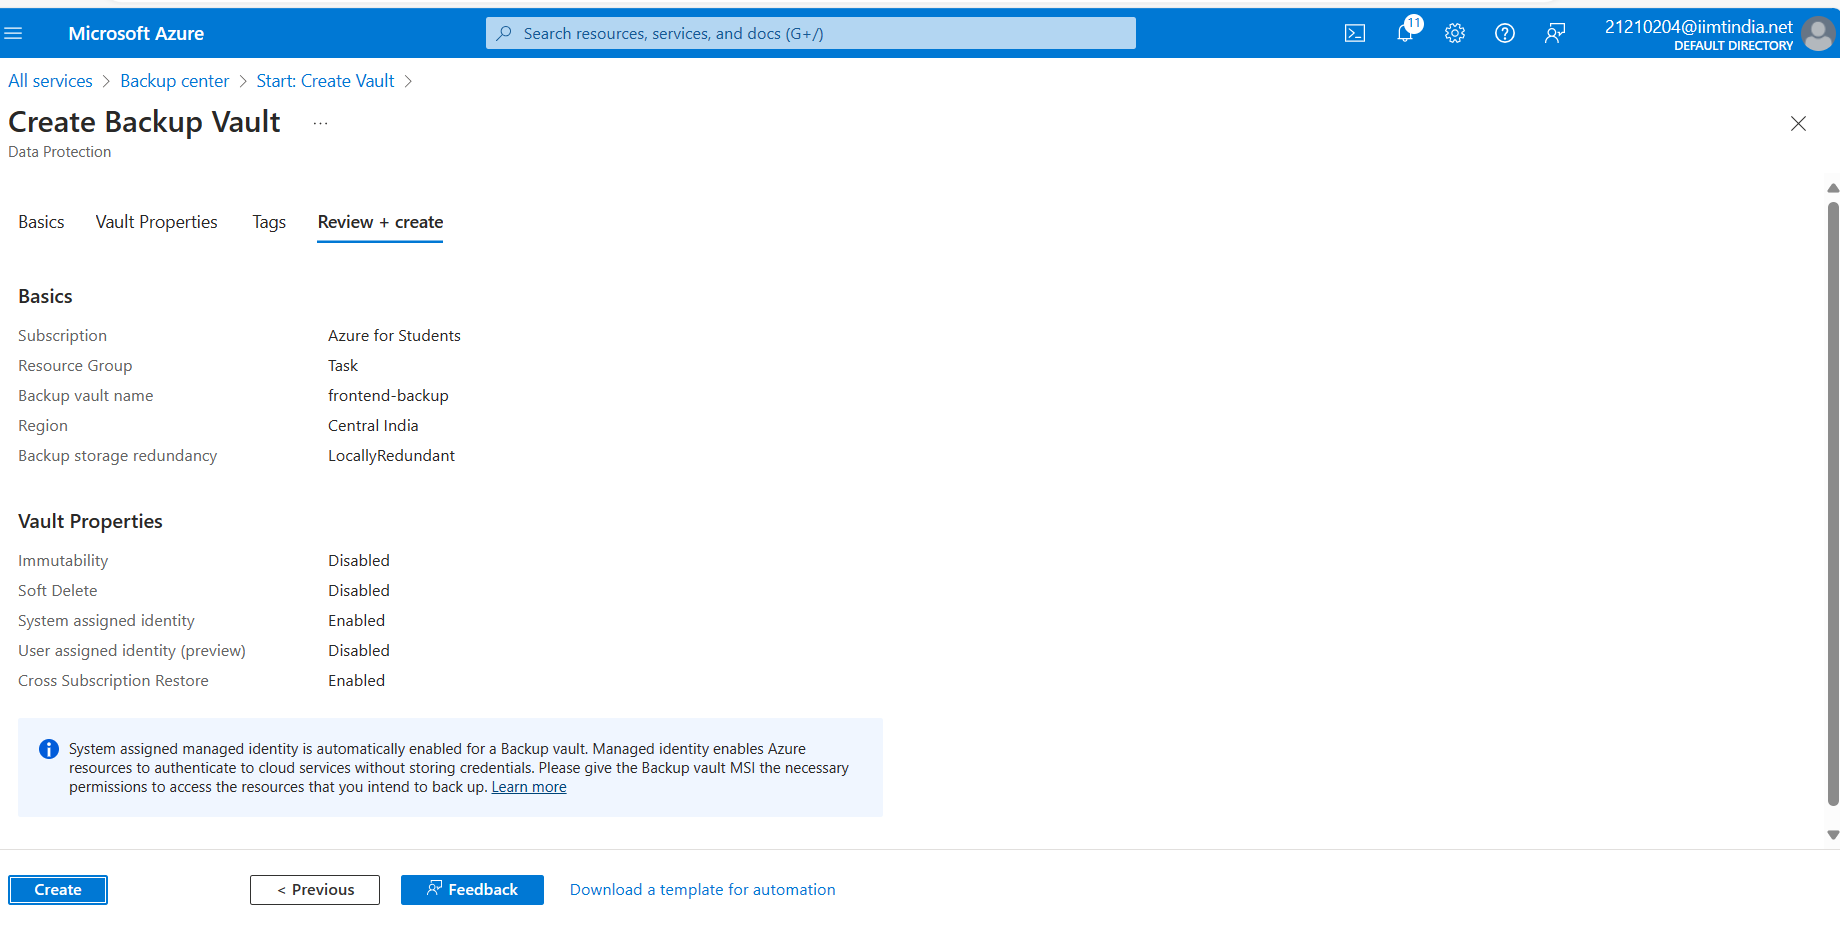 Microsoft Azure
Search resources, services, and docs (G+/)
11
21210204@iimtindia.net
DEFAULT DIRECTORY
All services > Backup center > Start: Create Vault >
Create Backup Vault ...
Data Protection
Basics Vault Properties Tags Review + create
Basics
Subscription Azure for Students
Resource Group Task
Backup vault name frontend-backup
Region Central India
Backup storage redundancy LocallyRedundant
Vault Properties
Immutability Disabled
Soft Delete Disabled
System assigned identity Enabled
User assigned identity (preview) Disabled
Cross Subscription Restore Enabled
System assigned managed identity is automatically enabled for a Backup vault. Managed identity enables Azure
resources to authenticate to cloud services without storing credentials. Please give the Backup vault MSI the necessary
permissions to access the resources that you intend to back up. Learn more
Create < Previous Feedback Download a template for automation